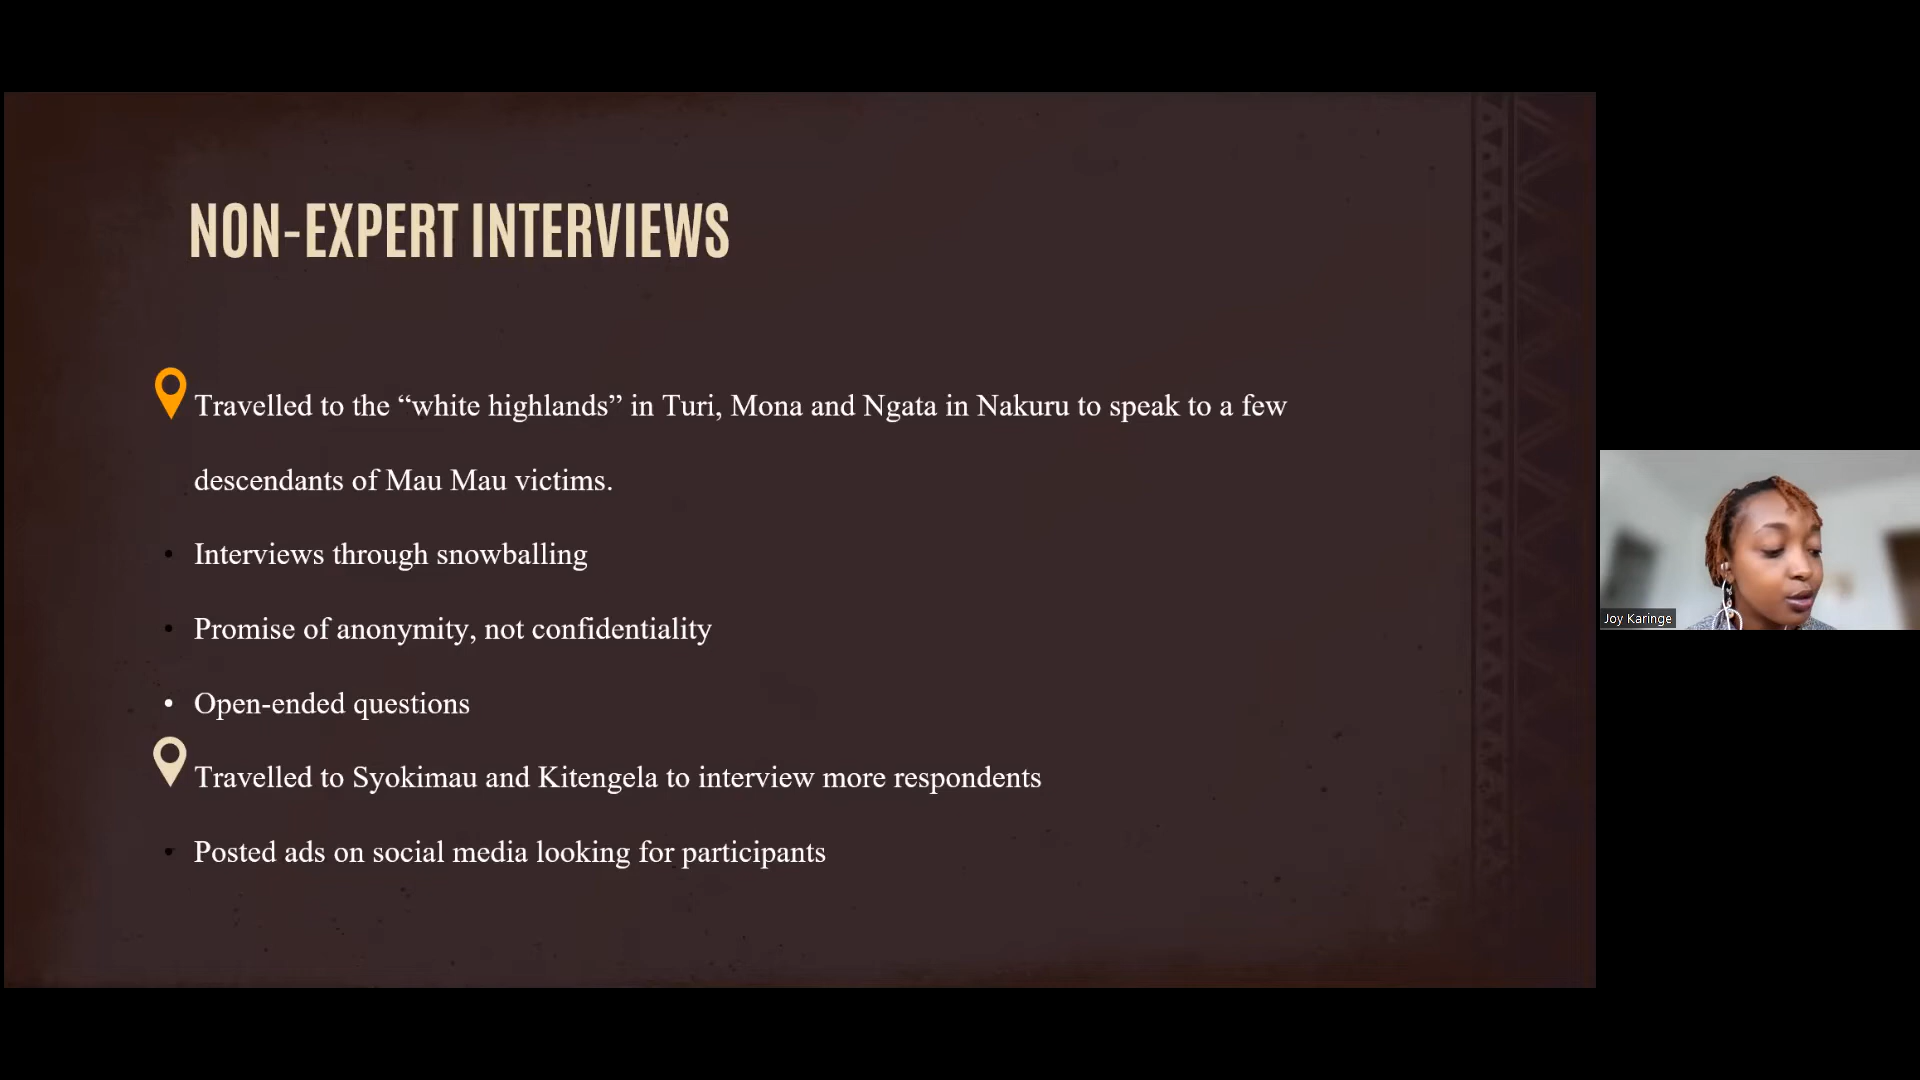 NON-EXPERT INTERVIEWS
Travelled to the “white highlands” in Turi, Mona and Ngata in Nakuru to speak to a few
descendants of Mau Mau victims.
• Interviews through snowballing
• Promise of anonymity, not confidentiality
• Open-ended questions
Travelled to Syokimau and Kitengela to interview more respondents
• Posted ads on social media looking for participants
Joy Karinge